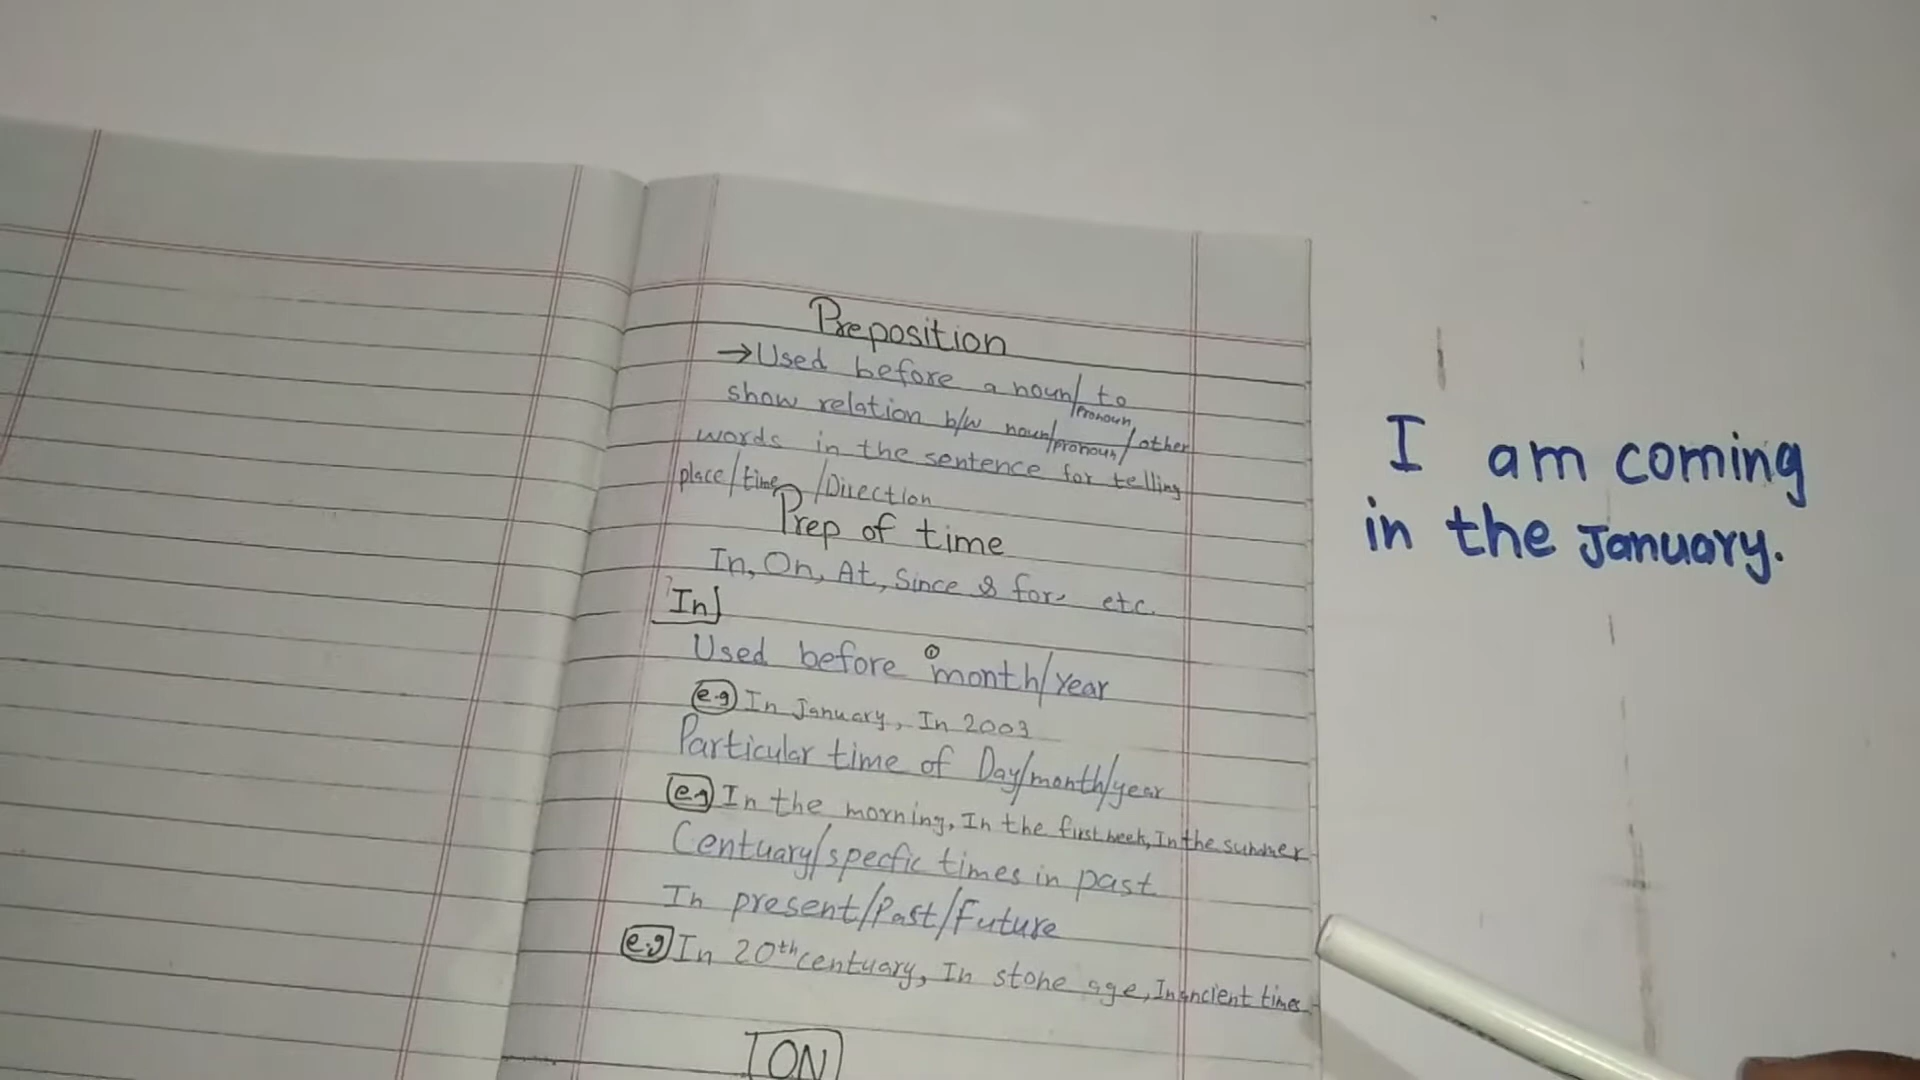 Preposition
→Used before a noun/pronoun to
show relation b/w noun/pronoun/other
words in the sentence for telling
place/time/Direction
Prep of time
In, On, At, Since & for etc.
In
Used before ① month/year
e.g In January, In 2003
Particular time of Day/month/year
e.g In the morning, In the first week, In the summer
Centuary/specfic times in past
In present/Past/Future
e.g In 20th centuary, In stone age, In ancient times
ON
I am coming
in the January.